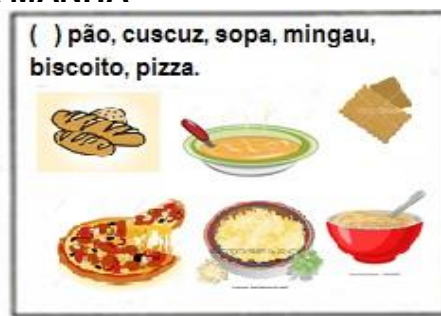 ( ) pão, cuscuz, sopa, mingau,
biscoito, pizza.